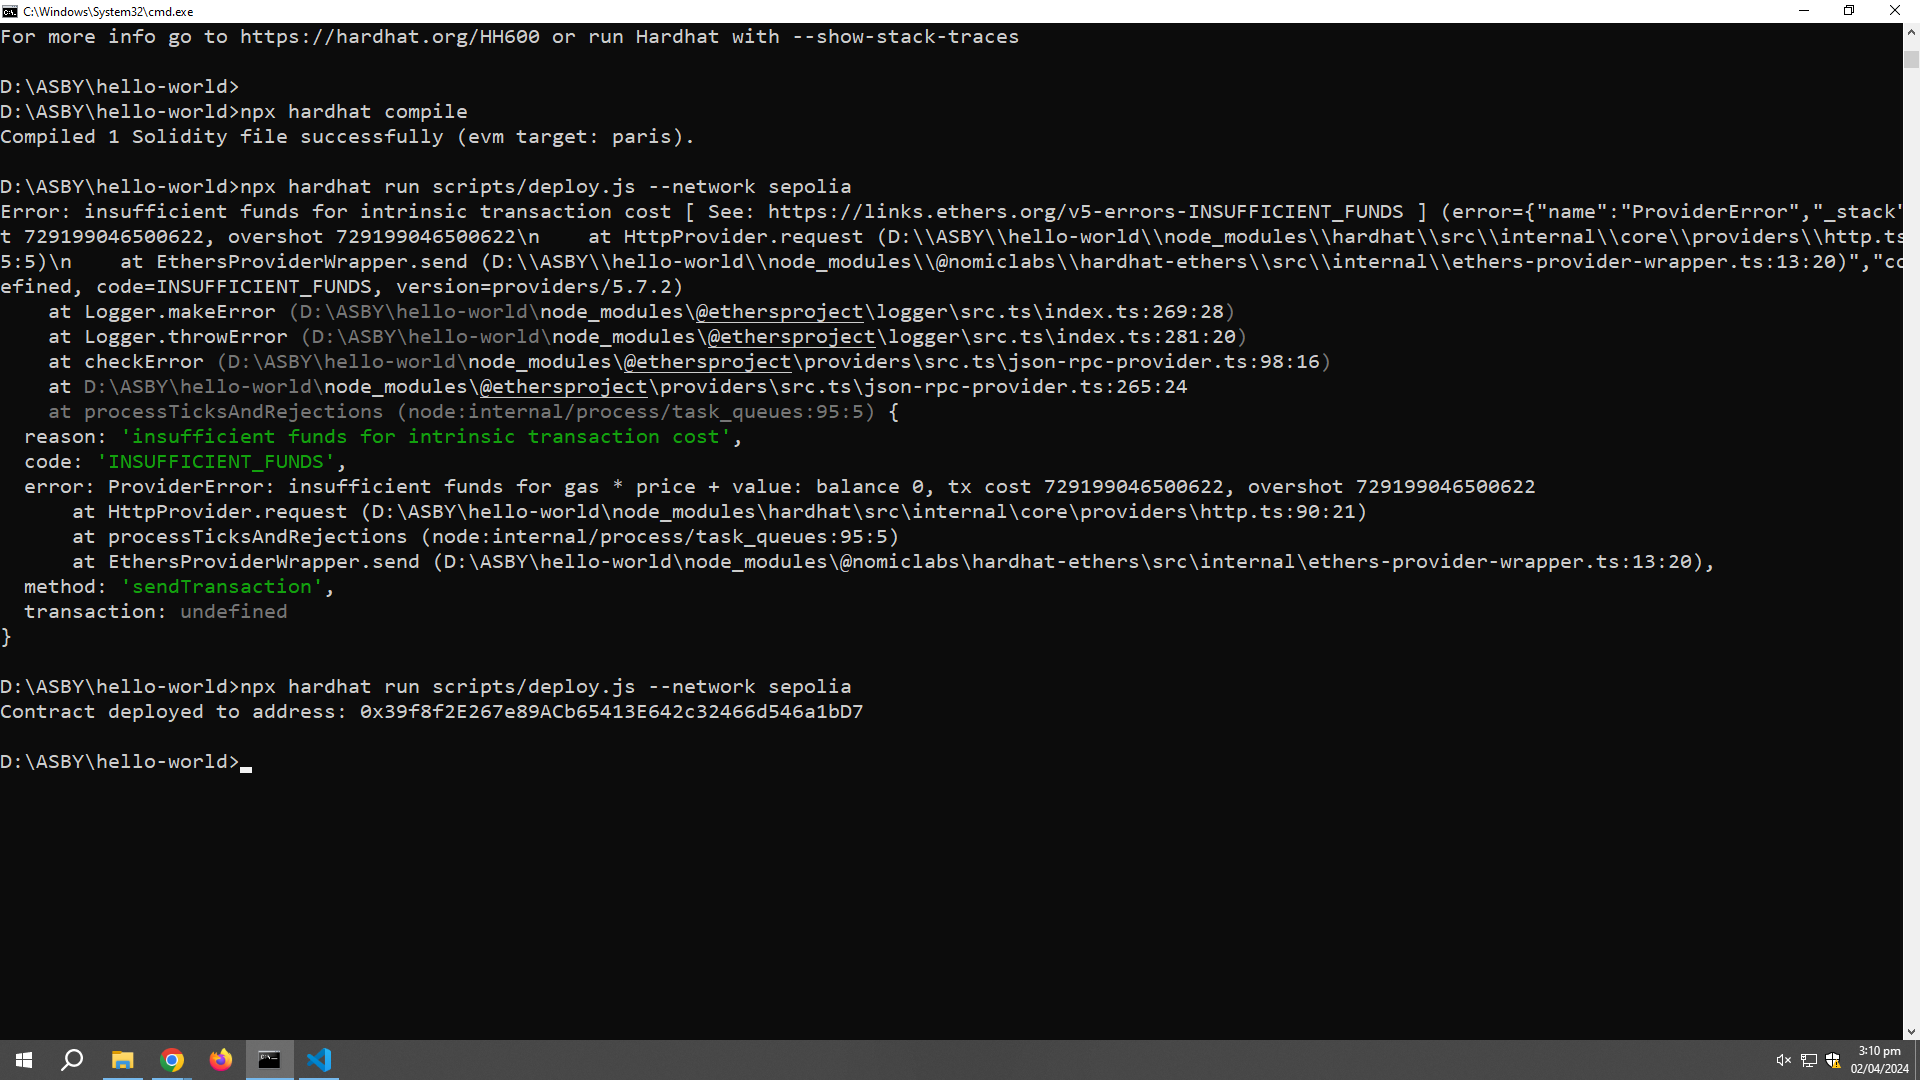 C:\Windows\System32\cmd.exe
For more info go to https://hardhat.org/HH600 or run Hardhat with --show-stack-traces
D:\ASBY\hello-world>
D:\ASBY\hello-world>npx hardhat compile
Compiled 1 Solidity file successfully (evm target: paris).
D:\ASBY\hello-world>npx hardhat run scripts/deploy.js --network sepolia
Error: insufficient funds for intrinsic transaction cost [ See: https://links.ethers.org/v5-errors-INSUFFICIENT_FUNDS ] (error={"name":"ProviderError","_stack"
t 729199046500622, overshot 729199046500622\n    at HttpProvider.request (D:\\ASBY\\hello-world\\node_modules\\hardhat\\src\\internal\\core\\providers\\http.ts
5:5)\n    at EthersProviderWrapper.send (D:\\ASBY\\hello-world\\node_modules\\@nomiclabs\\hardhat-ethers\\src\\internal\\ethers-provider-wrapper.ts:13:20)","co
efined, code=INSUFFICIENT_FUNDS, version=providers/5.7.2)
    at Logger.makeError (D:\ASBY\hello-world\node_modules\@ethersproject\logger\src.ts\index.ts:269:28)
    at Logger.throwError (D:\ASBY\hello-world\node_modules\@ethersproject\logger\src.ts\index.ts:281:20)
    at checkError (D:\ASBY\hello-world\node_modules\@ethersproject\providers\src.ts\json-rpc-provider.ts:98:16)
    at D:\ASBY\hello-world\node_modules\@ethersproject\providers\src.ts\json-rpc-provider.ts:265:24
    at processTicksAndRejections (node:internal/process/task_queues:95:5) {
  reason: 'insufficient funds for intrinsic transaction cost',
  code: 'INSUFFICIENT_FUNDS',
  error: ProviderError: insufficient funds for gas * price + value: balance 0, tx cost 729199046500622, overshot 729199046500622
      at HttpProvider.request (D:\ASBY\hello-world\node_modules\hardhat\src\internal\core\providers\http.ts:90:21)
      at processTicksAndRejections (node:internal/process/task_queues:95:5)
      at EthersProviderWrapper.send (D:\ASBY\hello-world\node_modules\@nomiclabs\hardhat-ethers\src\internal\ethers-provider-wrapper.ts:13:20),
  method: 'sendTransaction',
  transaction: undefined
}
D:\ASBY\hello-world>npx hardhat run scripts/deploy.js --network sepolia
Contract deployed to address: 0x39f8f2E267e89ACb65413E642c32466d546a1bD7
D:\ASBY\hello-world>
3:10 pm
02/04/2024